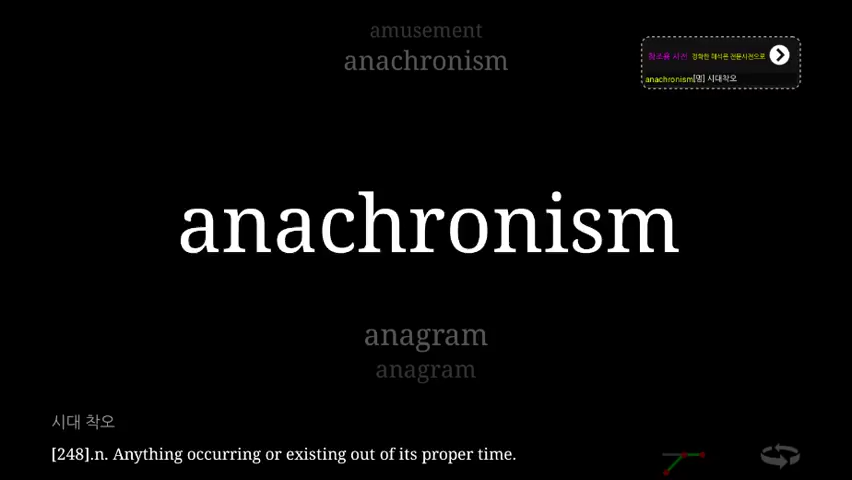 amusement
anachronism
참조용 사전 정확한 해석은 전문사전으로
anachronism[명] 시대착오
anachronism
anagram
anagram
시대 착오
[248].n. Anything occurring or existing out of its proper time.